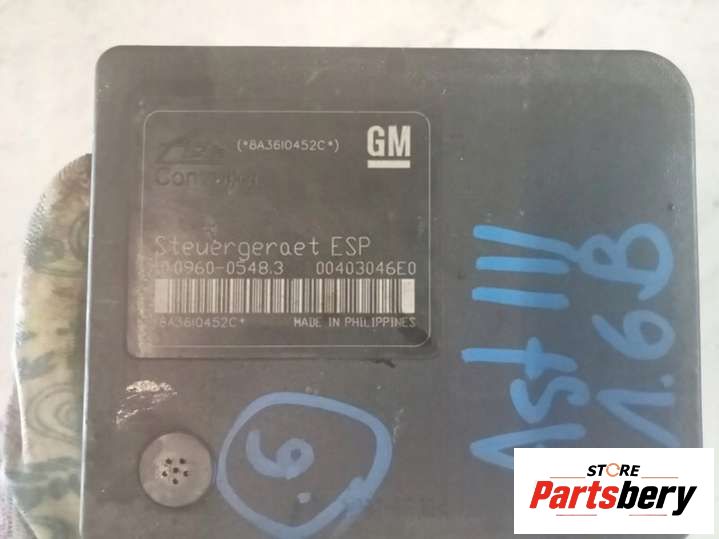 (*8A3610452C*)
GM
Steuergeraet ESP
0960-0548.3 00403046E0
8A3610452C*
MADE IN PHILIPPINES
Ast III
1.6B
6.
STORE
Partsbery